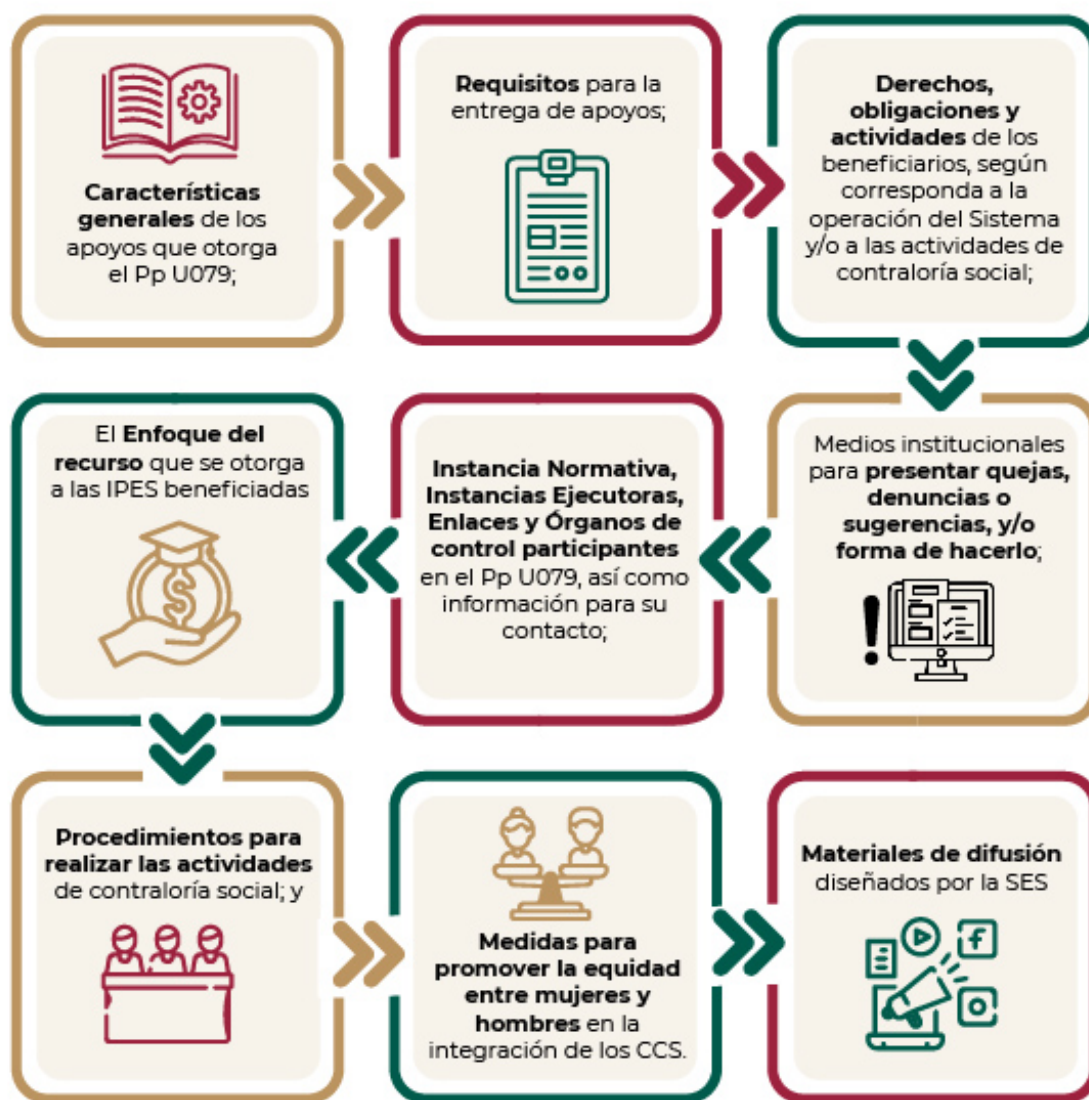 Características
generales de los
apoyos que otorga
el Pp U079;
Requisitos para la
entrega de apoyos;
Derechos,
obligaciones y
actividades de los
beneficiarios, según
corresponda a la
operación del Sistema
y/o a las actividades de
contraloría social;
Medios institucionales
para presentar quejas,
denuncias o
sugerencias, y/o
forma de hacerlo;
Instancia Normativa,
Instancias Ejecutoras,
Enlaces y Órganos de
control participantes
en el Pp U079, así como
información para su
contacto;
El Enfoque del
recurso que se otorga
a las IPES beneficiadas
Procedimientos para
realizar las actividades
de contraloría social; y
Medidas para
promover la equidad
entre mujeres y
hombres en la
integración de los CCS.
Materiales de difusión
diseñados por la SES